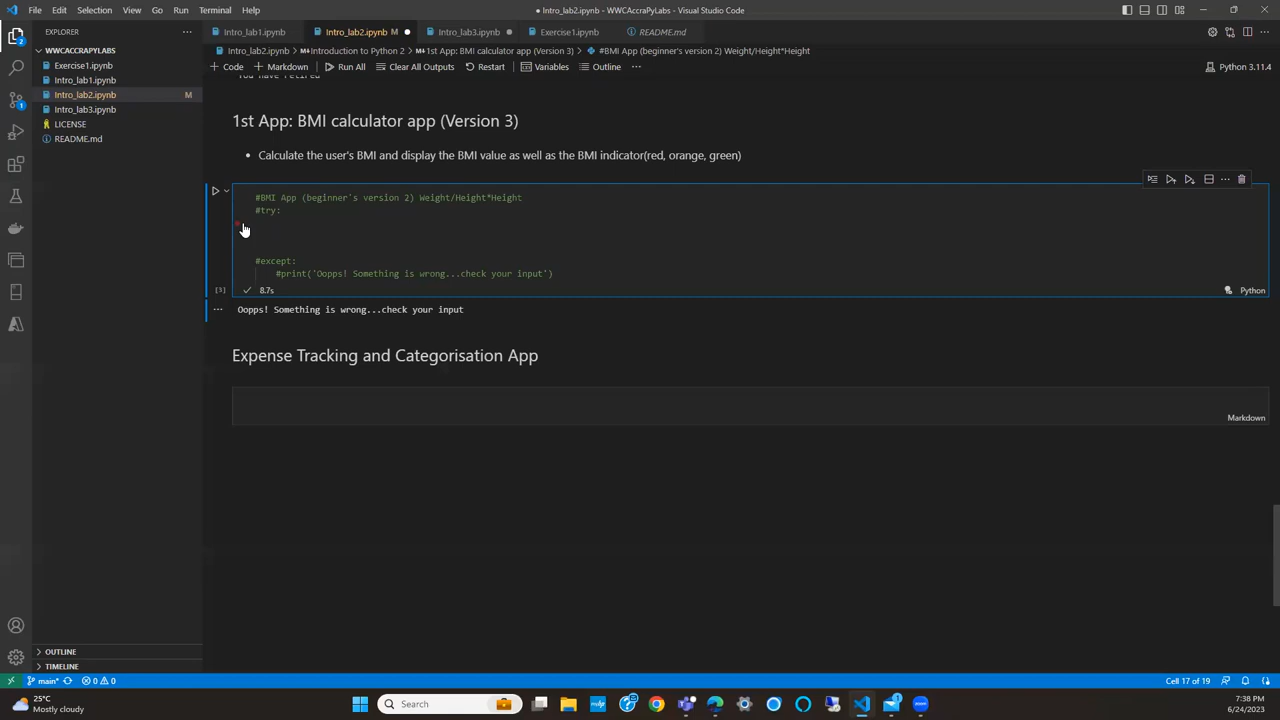 File Edit Selection View Go Run Terminal Help
● Intro_lab2.ipynb - WWCAccraPyLabs - Visual Studio Code
EXPLORER
Intro_lab1.ipynb Intro_lab2.ipynb M Intro_lab3.ipynb Exercise1.ipynb README.md
WWCACCRAPYLABS
Intro_lab2.ipynb > Introduction to Python 2 > 1st App: BMI calculator app (Version 3) > #BMI App (beginner's version 2) Weight/Height*Height
Exercise1.ipynb
Intro_lab1.ipynb
Intro_lab2.ipynb M
Intro_lab3.ipynb
LICENSE
README.md
+ Code + Markdown Run All Clear All Outputs Restart Variables Outline ... Python 3.11.4
You have retired
1st App: BMI calculator app (Version 3)
• Calculate the user's BMI and display the BMI value as well as the BMI indicator(red, orange, green)
#BMI App (beginner's version 2) Weight/Height*Height
#try:
#except:
#print('Oopps! Something is wrong...check your input')
[3] 8.7s Python
Oopps! Something is wrong...check your input
Expense Tracking and Categorisation App
Markdown
OUTLINE
TIMELINE
main* 0 0 Cell 17 of 19
25°C
Mostly cloudy
Search
7:38 PM
6/24/2023